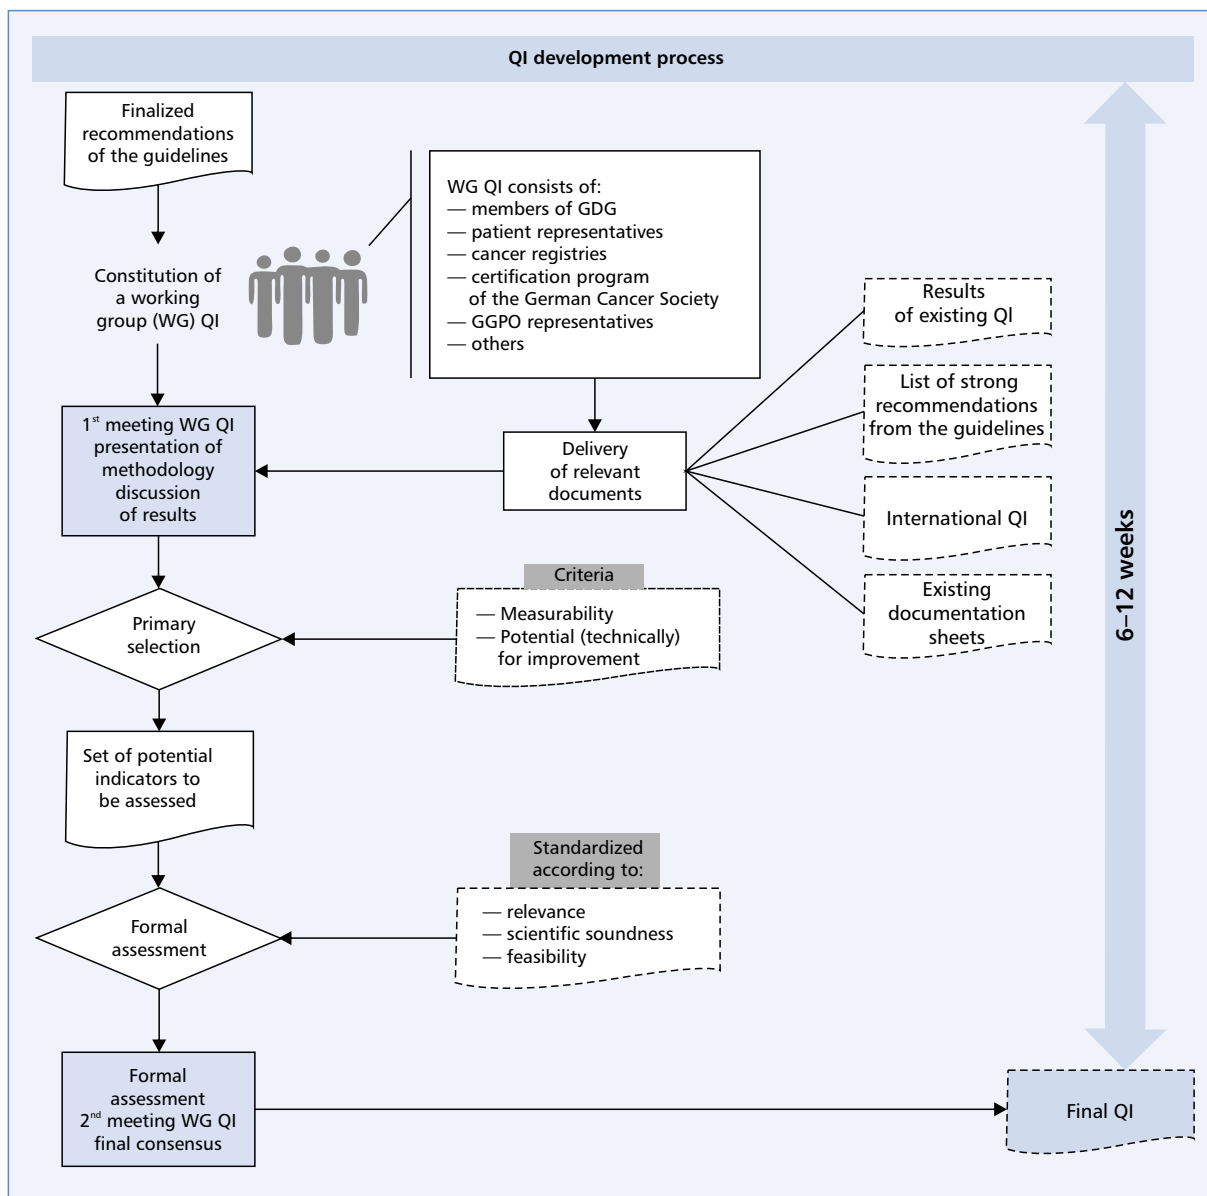 QI development process
Finalized
recommendations
of the guidelines
Constitution of
a working
group (WG) QI
WG QI consists of:
— members of GDG
— patient representatives
— cancer registries
— certification program
of the German Cancer Society
— GGPO representatives
— others
Results
of existing QI
List of strong
recommendations
from the guidelines
International QI
Existing
documentation
sheets
Delivery
of relevant
documents
1st meeting WG QI
presentation of
methodology
discussion
of results
Criteria
— Measurability
— Potential (technically)
for improvement
Primary
selection
Set of potential
indicators to
be assessed
Standardized
according to:
— relevance
— scientific soundness
— feasibility
Formal
assessment
Formal
assessment
2nd meeting WG QI
final consensus
Final QI
6–12 weeks